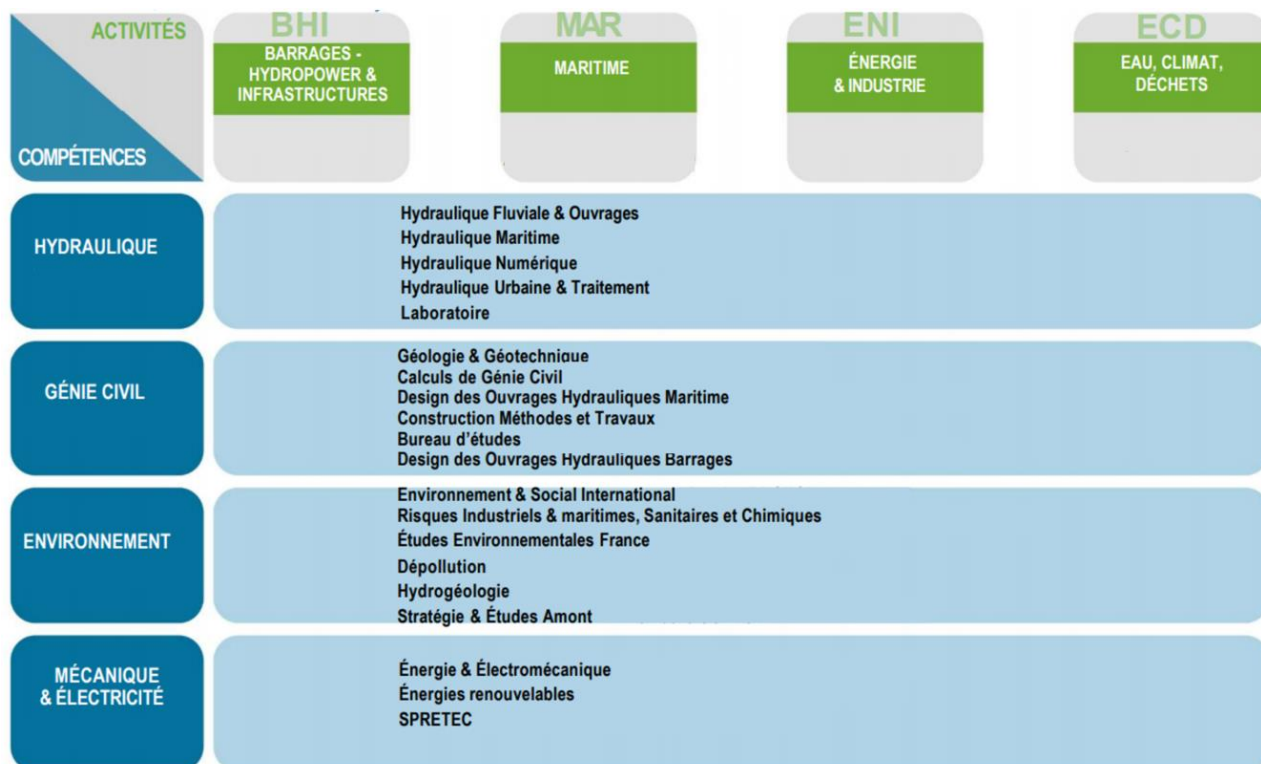 ACTIVITÉS
COMPÉTENCES
BHI
BARRAGES -
HYDROPOWER &
INFRASTRUCTURES
MAR
MARITIME
ENI
ÉNERGIE
& INDUSTRIE
ECD
EAU, CLIMAT,
DÉCHETS
HYDRAULIQUE
Hydraulique Fluviale & Ouvrages
Hydraulique Maritime
Hydraulique Numérique
Hydraulique Urbaine & Traitement
Laboratoire
GÉNIE CIVIL
Géologie & Géotechnique
Calculs de Génie Civil
Design des Ouvrages Hydrauliques Maritime
Construction Méthodes et Travaux
Bureau d'études
Design des Ouvrages Hydrauliques Barrages
ENVIRONNEMENT
Environnement & Social International
Risques Industriels & maritimes, Sanitaires et Chimiques
Études Environnementales France
Dépollution
Hydrogéologie
Stratégie & Études Amont
MÉCANIQUE
& ÉLECTRICITÉ
Énergie & Électromécanique
Énergies renouvelables
SPRETEC